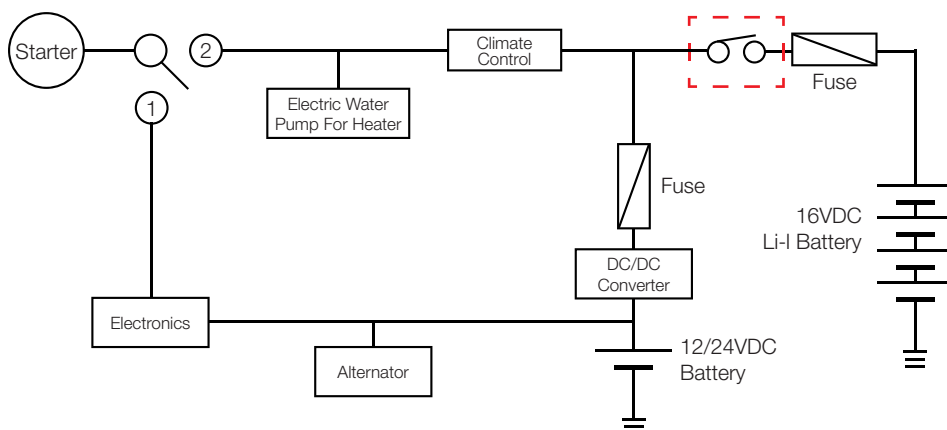 Starter
2
Climate
Control
1
Electric Water
Pump For Heater
Fuse
Fuse
16VDC
Li-I Battery
DC/DC
Converter
Electronics
Alternator
12/24VDC
Battery